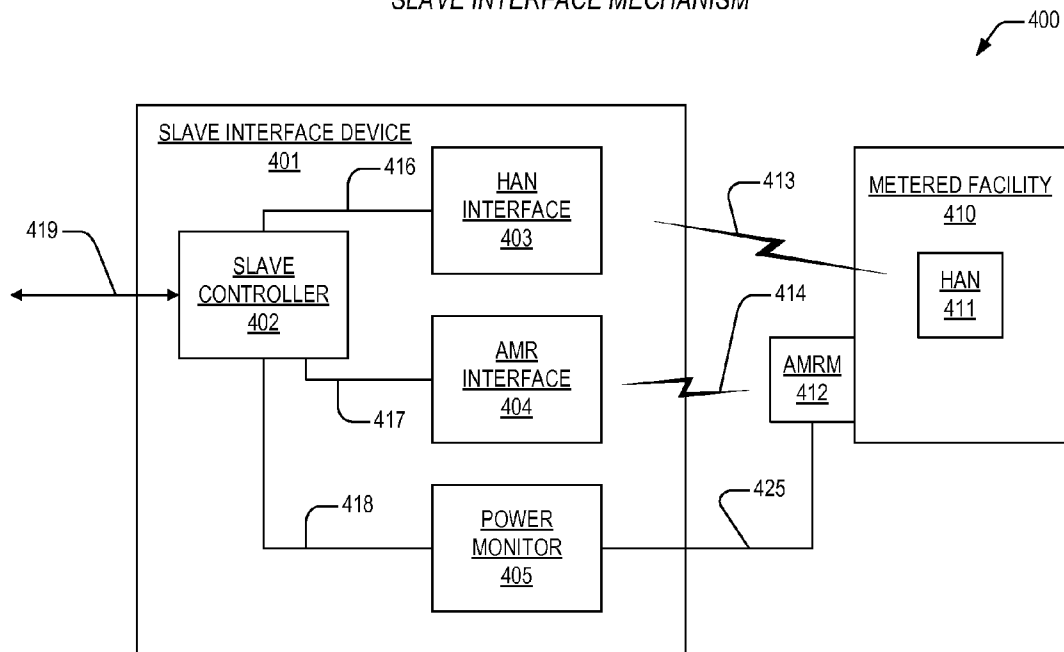 SLAVE INTERFACE MECHANISM
400
SLAVE INTERFACE DEVICE
401
416
HAN
INTERFACE
403
413
METERED FACILITY
410
419
SLAVE
CONTROLLER
402
HAN
411
414
AMR
INTERFACE
404
AMRM
412
417
418
POWER
MONITOR
405
425